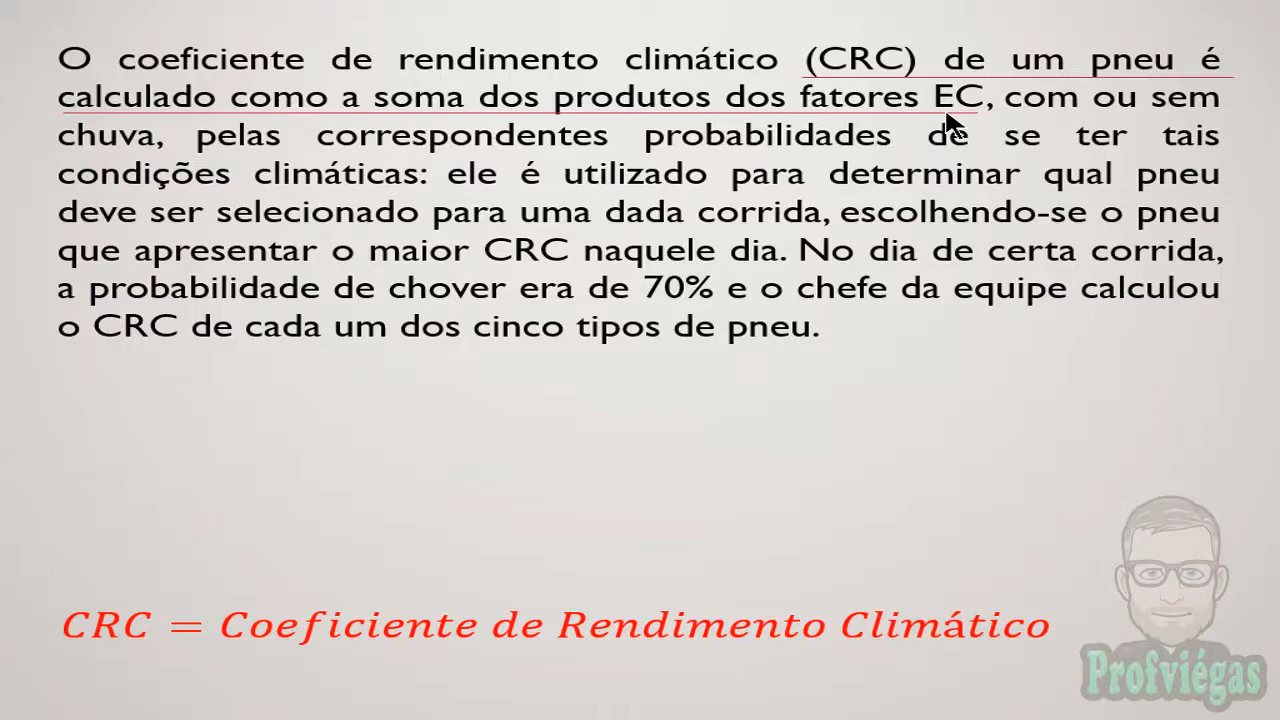 O coeficiente de rendimento climático (CRC) de um pneu é
calculado como a soma dos produtos dos fatores EC, com ou sem
chuva, pelas correspondentes probabilidades de se ter tais
condições climáticas: ele é utilizado para determinar qual pneu
deve ser selecionado para uma dada corrida, escolhendo-se o pneu
que apresentar o maior CRC naquele dia. No dia de certa corrida,
a probabilidade de chover era de 70% e o chefe da equipe calculou
o CRC de cada um dos cinco tipos de pneu.
CRC = Coeficiente de Rendimento Climático
Profviégas